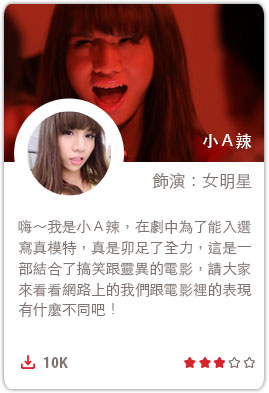 小A辣
飾演：女明星
嗨～我是小A辣，在劇中為了能入選
寫真模特，真是卯足了全力，這是一
部結合了搞笑跟靈異的電影，請大家
來看看網路上的我們跟電影裡的表現
有什麼不同吧！
10K